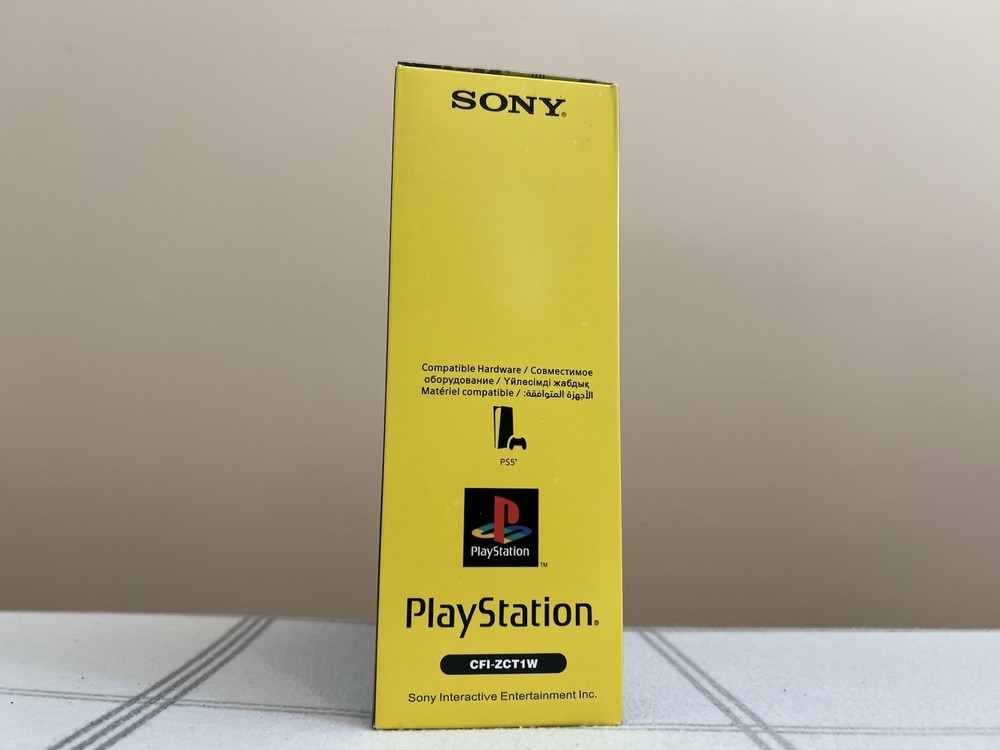 SONY®
Compatible Hardware / Совместимое
оборудование / Үйлесімді жабдық
Matériel compatible / الأجهزة المتوافقة:
PS5®
PlayStation ™
PlayStation®
CFI-ZCT1W
Sony Interactive Entertainment Inc.